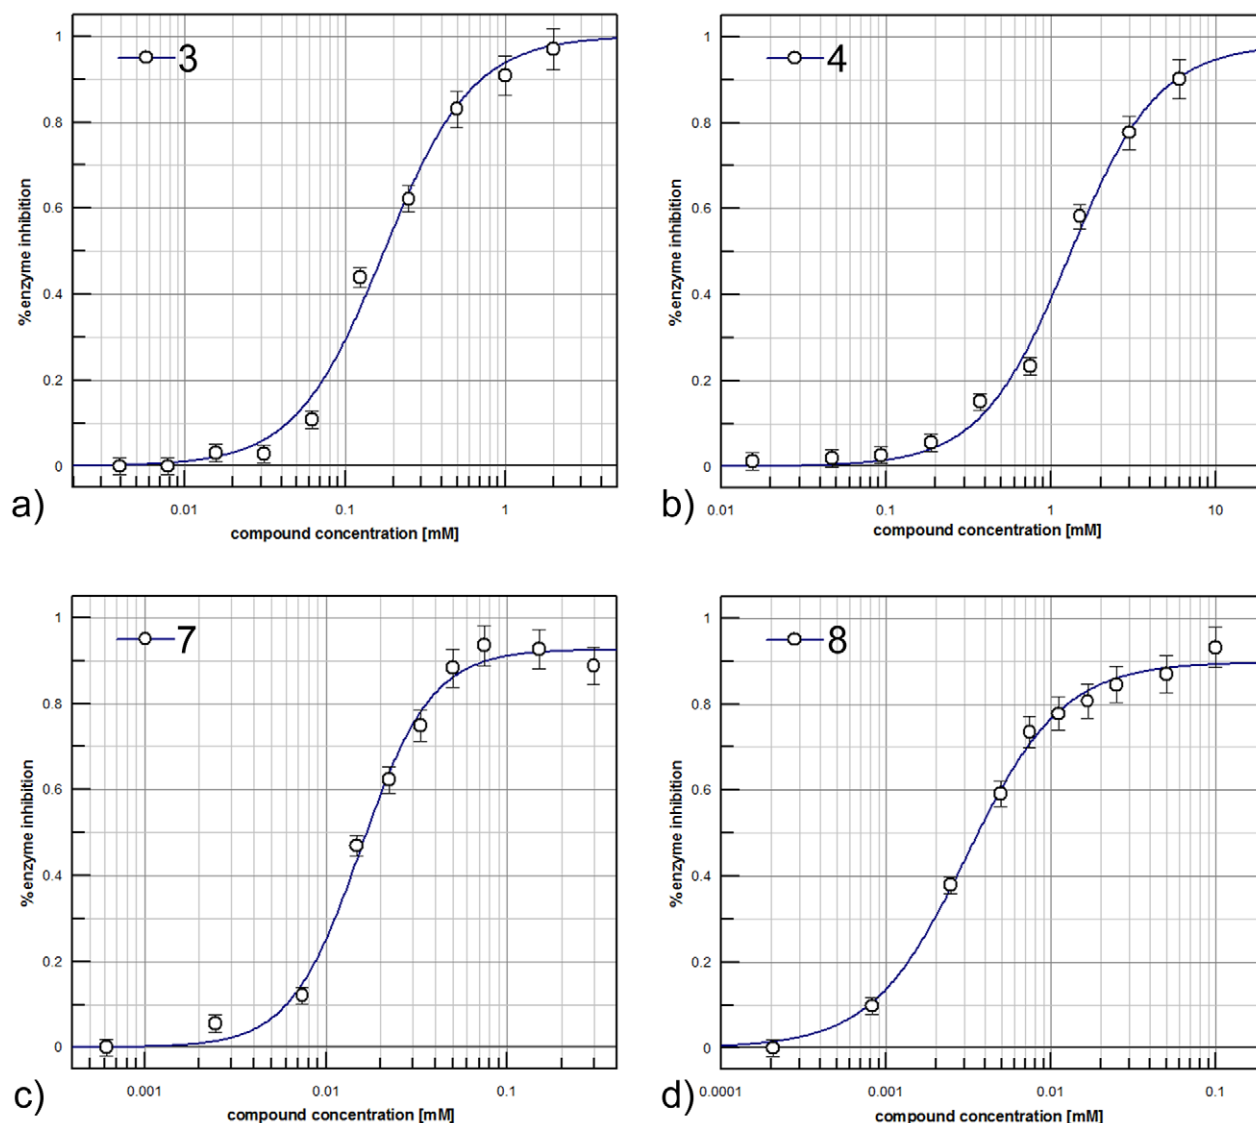 3
1
0.8
0.6
0.4
0.2
0
%enzyme inhibition
0.01 0.1 1
compound concentration [mM]
a)
4
1
0.8
0.6
0.4
0.2
0
%enzyme inhibition
0.01 0.1 1 10
compound concentration [mM]
b)
7
1
0.8
0.6
0.4
0.2
0
%enzyme inhibition
0.001 0.01 0.1
compound concentration [mM]
c)
8
1
0.8
0.6
0.4
0.2
0
%enzyme inhibition
0.0001 0.001 0.01 0.1
compound concentration [mM]
d)